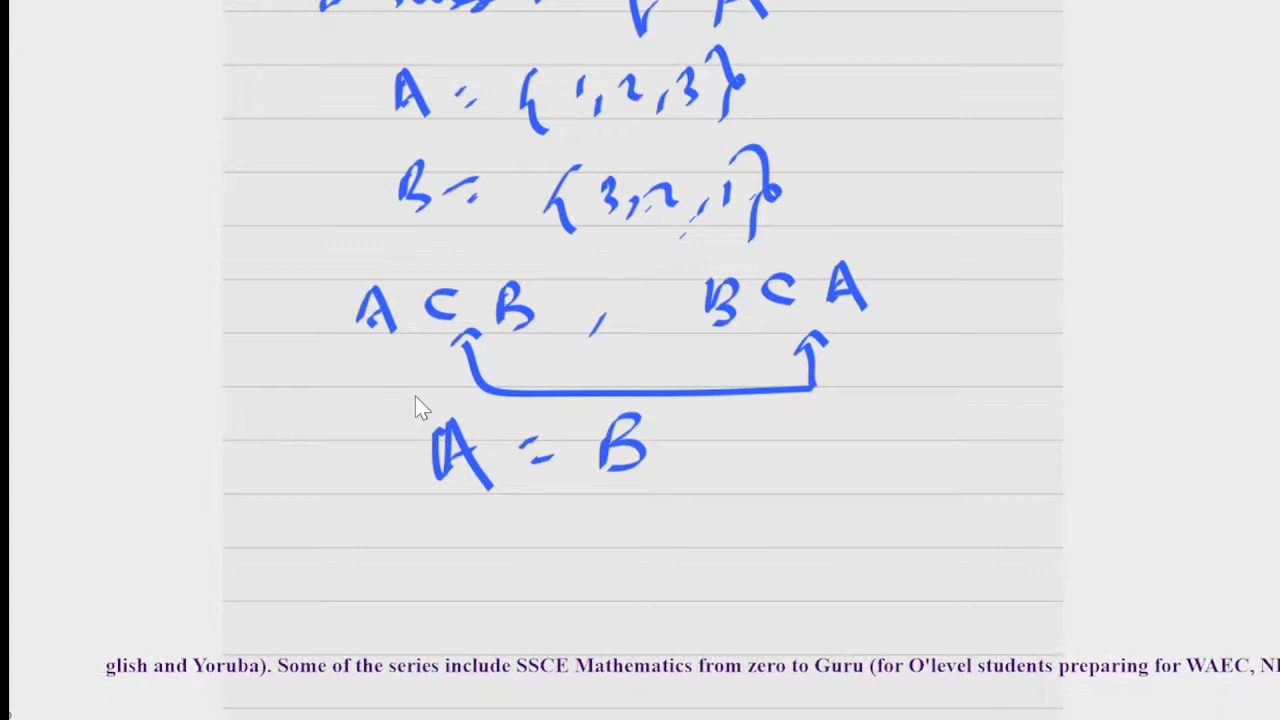 A = {1, 2, 3}
B = {3, 2, 1}
A ⊂ B , B ⊂ A
A = B
glish and Yoruba). Some of the series include SSCE Mathematics from zero to Guru (for O'level students preparing for WAEC,